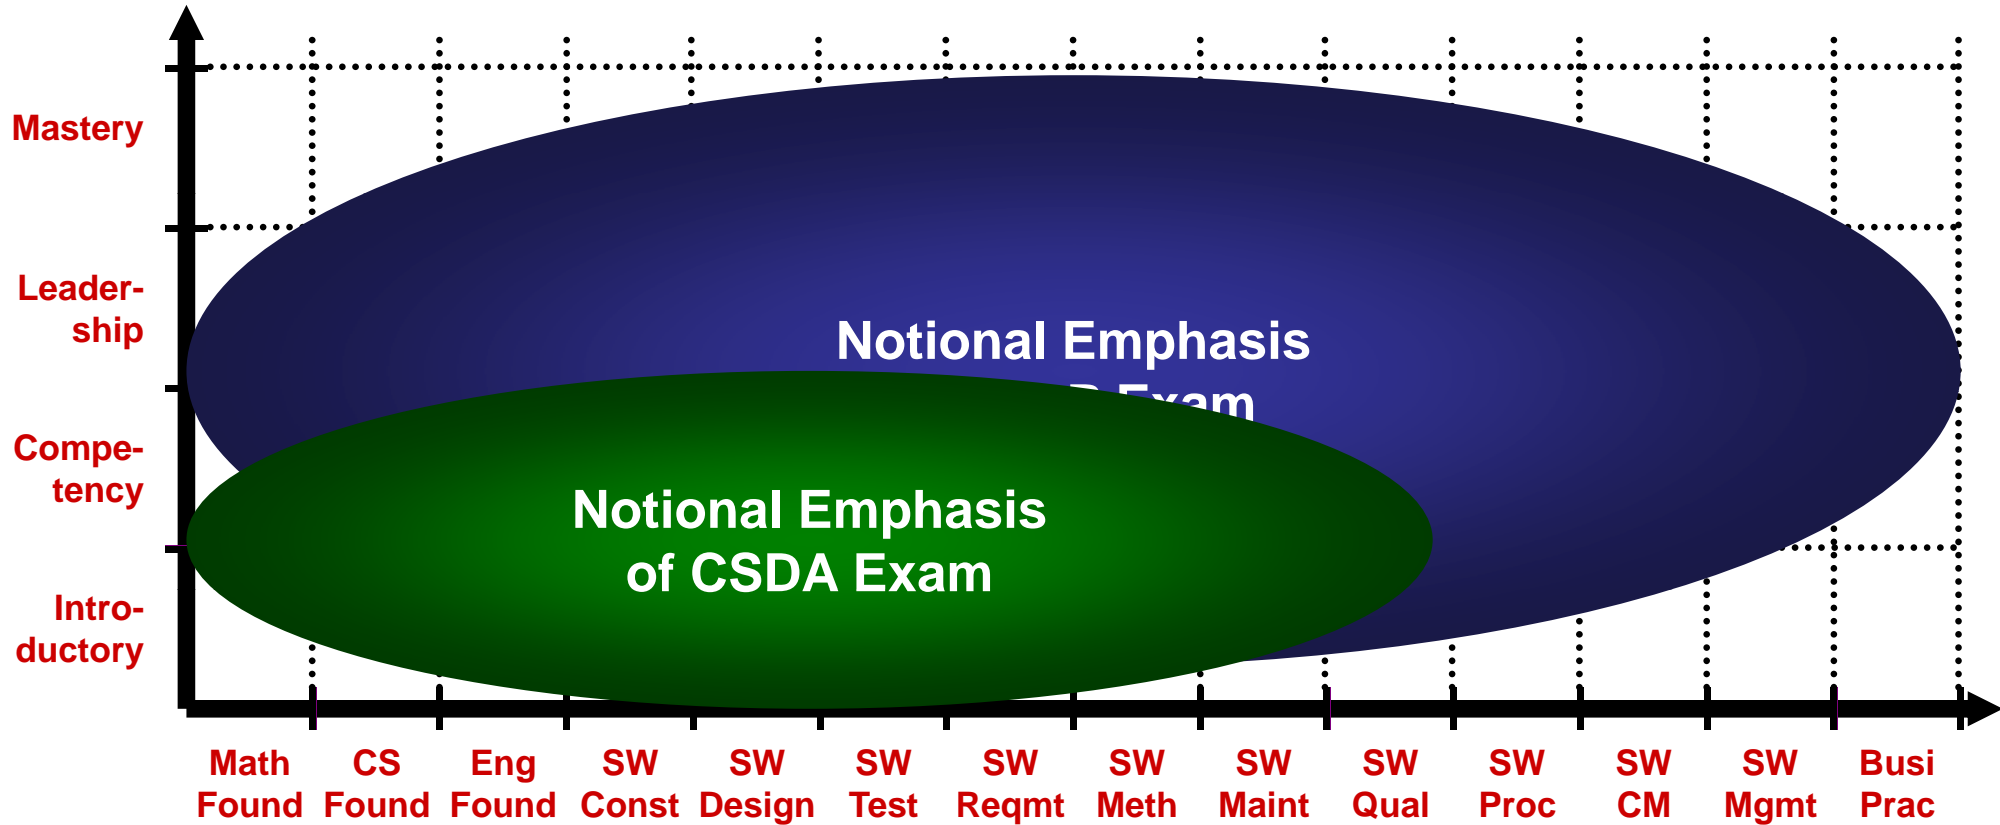 Mastery
Leader-
ship
Compe-
tency
Intro-
ductory
Notional Emphasis
Exam
Notional Emphasis
of CSDA Exam
Math CS Eng SW SW SW SW SW SW SW SW SW SW Busi
Found Found Found Const Design Test Reqmt Meth Maint Qual Proc CM Mgmt Prac